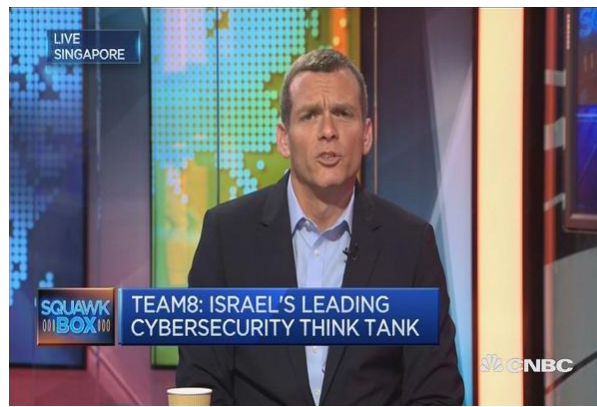 LIVE
SINGAPORE
SQUAWK
BOX
TEAM8: ISRAEL'S LEADING
CYBERSECURITY THINK TANK
CNBC